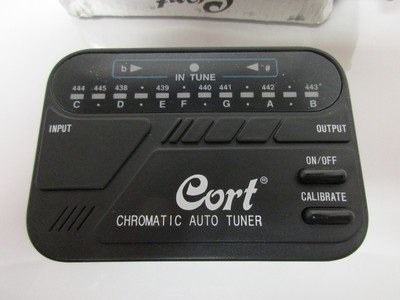 Cort
b ▶ ● ◀ #
IN TUNE
444 445 438 439 440 441 442 443
C • D • E F • G • A • B
INPUT
OUTPUT
ON/OFF
Cort®
CALIBRATE
CHROMATIC AUTO TUNER